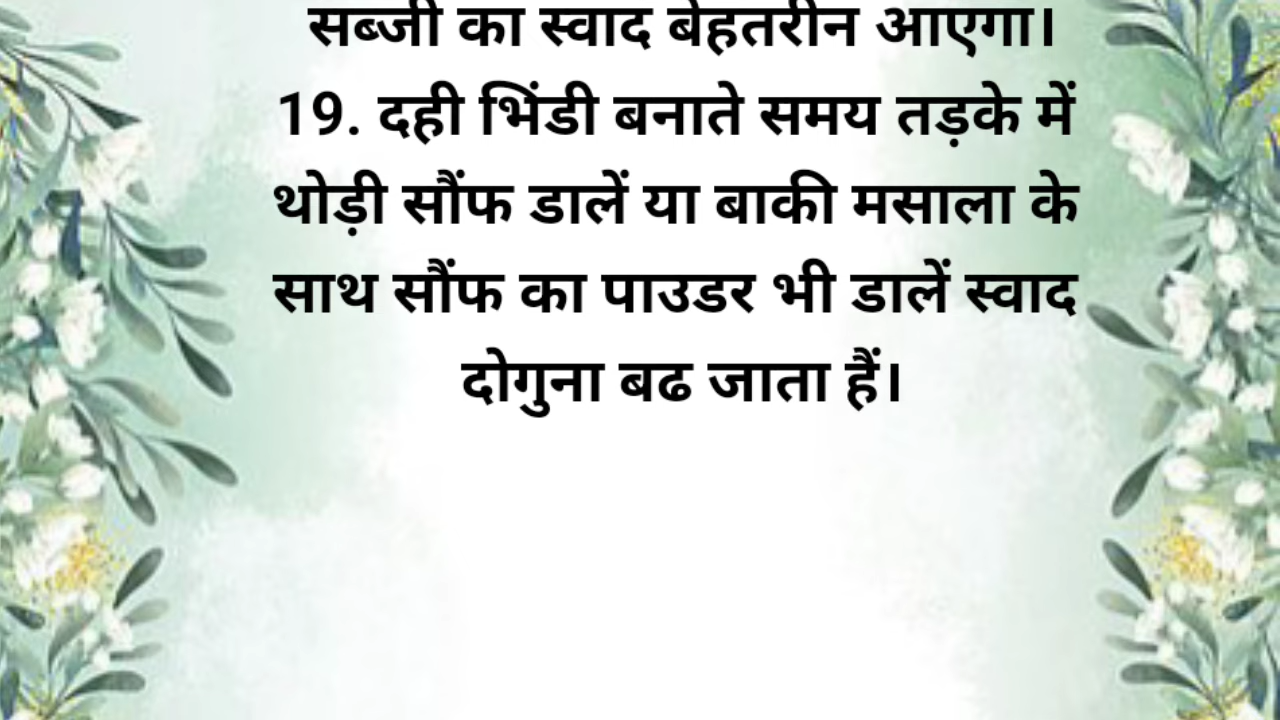 सब्जी का स्वाद बेहतरीन आएगा।
19. दही भिंडी बनाते समय तड़के में
थोड़ी सौंफ डालें या बाकी मसाला के
साथ सौंफ का पाउडर भी डालें स्वाद
दोगुना बढ जाता हैं।